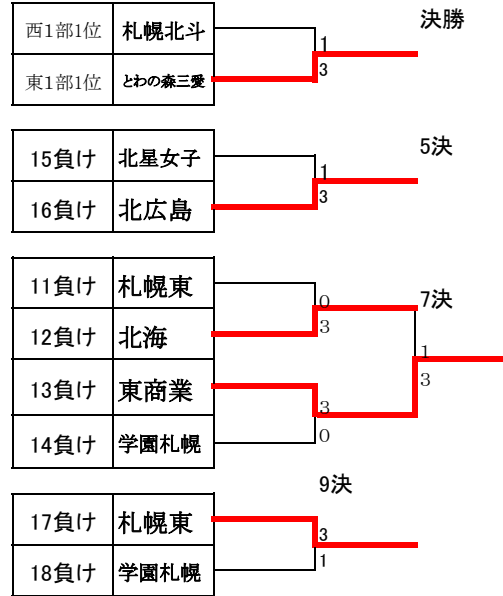 決勝
西1部1位 札幌北斗
1
東1部1位 とわの森三愛
3
5決
15負け 北星女子
1
16負け 北広島
3
7決
11負け 札幌東
0
12負け 北海
3
1
13負け 東商業
3
3
14負け 学園札幌
0
9決
17負け 札幌東
3
18負け 学園札幌
1